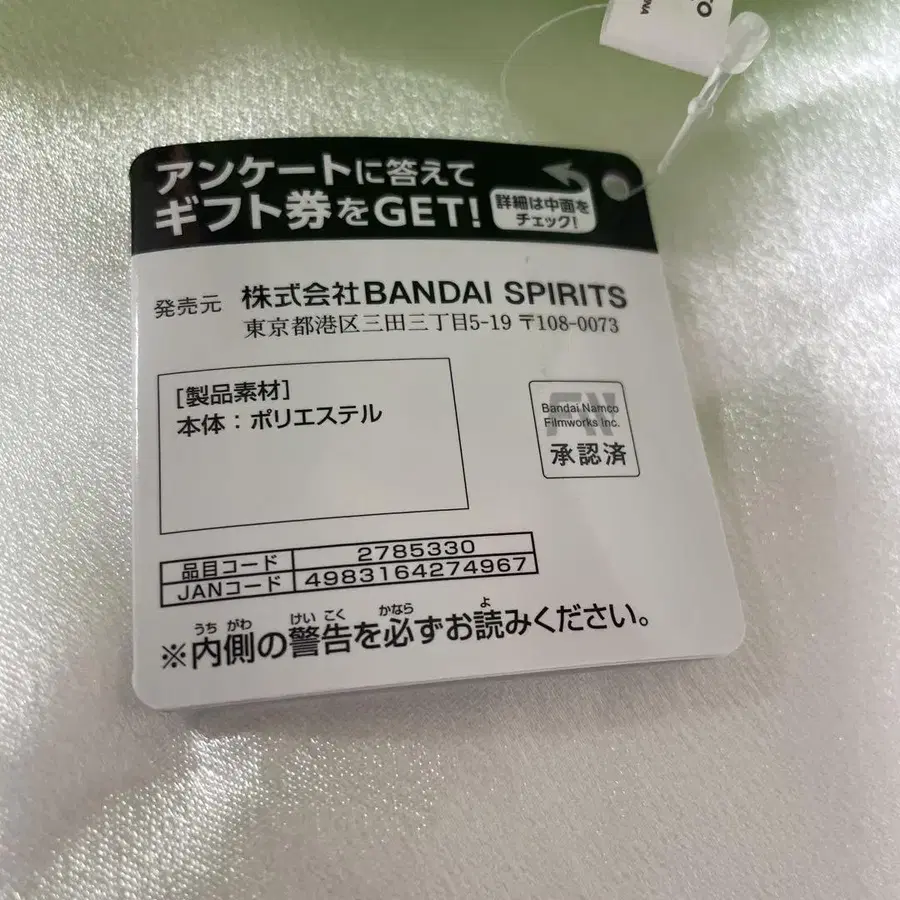 アンケートに答えて
ギフト券をGET!
詳細は中面を
チェック!
発売元 株式会社BANDAI SPIRITS
東京都港区三田三丁目5-19 〒108-0073
[製品素材]
本体：ポリエステル
Bandai Namco
Filmworks Inc.
承認済
品目コード 2785330
JANコード 4983164274967
うち がわ けい こく かなら よ
※内側の警告を必ずお読みください。